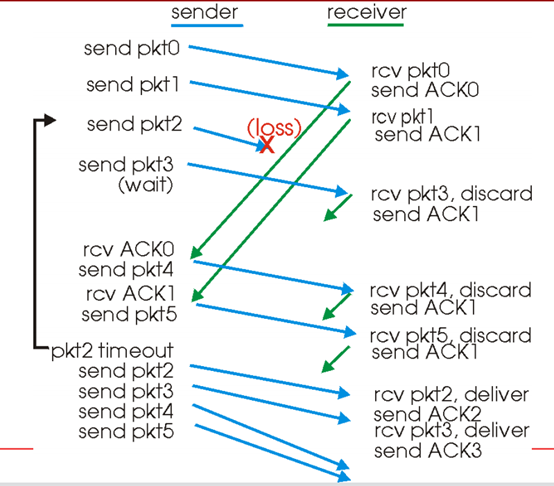 sender
receiver
send pkt0
send pkt1
send pkt2
send pkt3
(wait)
(loss)
X
rcv ACK0
send pkt4
rcv ACK1
send pkt5
pkt2 timeout
send pkt2
send pkt3
send pkt4
send pkt5
rcv pkt0
send ACK0
rcv pkt1
send ACK1
rcv pkt3, discard
send ACK1
rcv pkt4, discard
send ACK1
rcv pkt5, discard
send ACK1
rcv pkt2, deliver
send ACK2
rcv pkt3, deliver
send ACK3